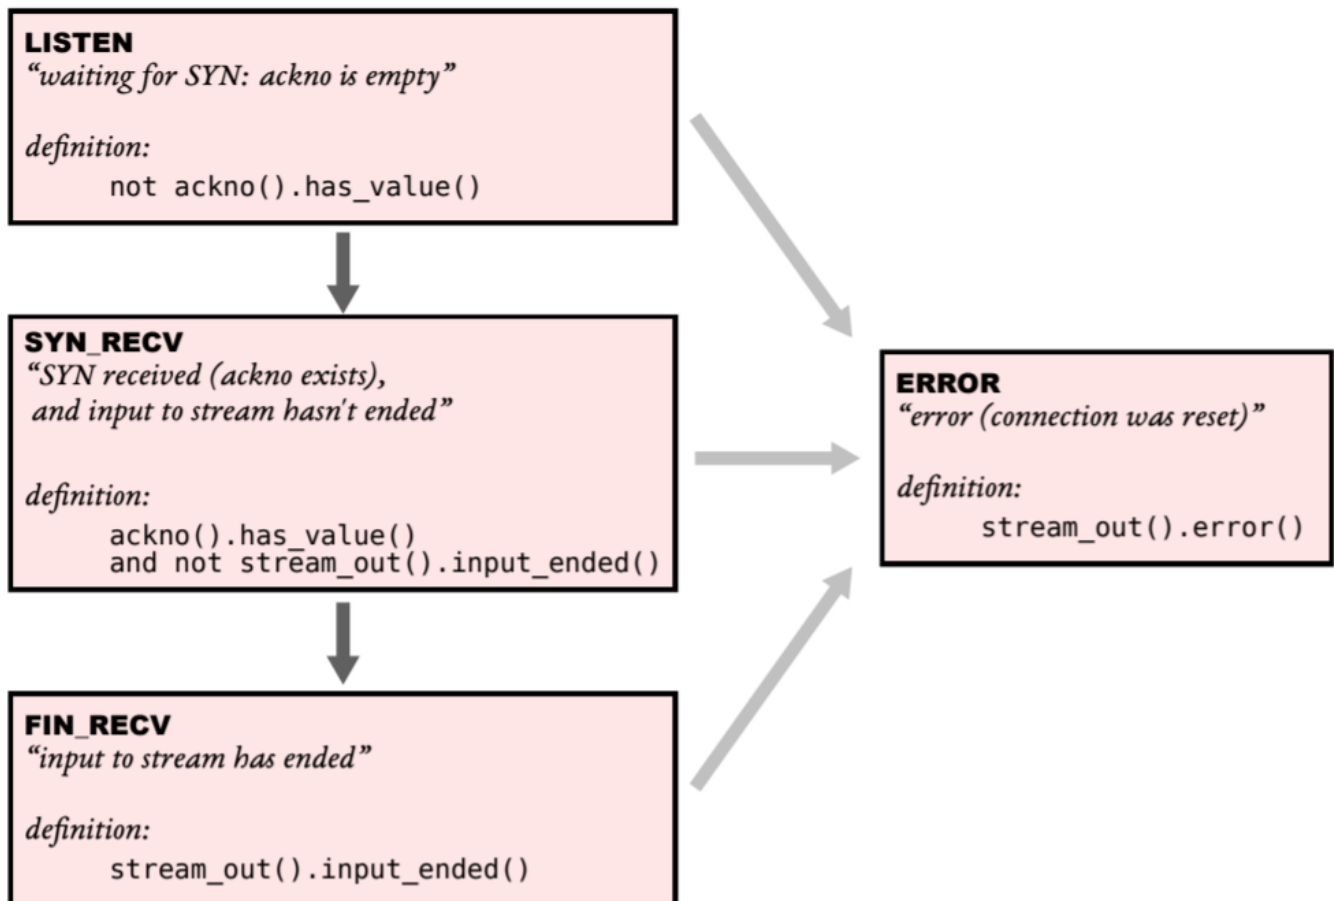 LISTEN
“waiting for SYN: ackno is empty”
definition:
not ackno().has_value()
SYN_RECV
“SYN received (ackno exists),
and input to stream hasn't ended”
definition:
ackno().has_value()
and not stream_out().input_ended()
FIN_RECV
“input to stream has ended”
definition:
stream_out().input_ended()
ERROR
“error (connection was reset)”
definition:
stream_out().error()